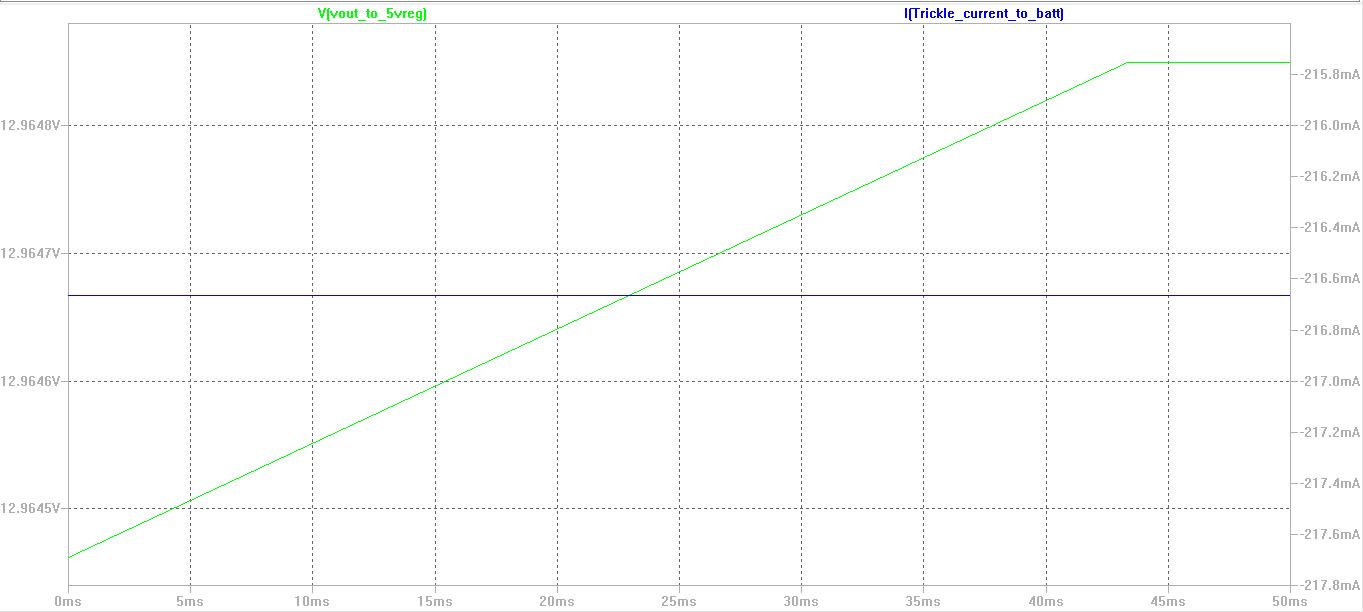 V(vout_to_5vreg) I(Trickle_current_to_batt)
-215.8mA
12.9648V -216.0mA
-216.2mA
-216.4mA
12.9647V
-216.6mA
-216.8mA
12.9646V -217.0mA
-217.2mA
-217.4mA
12.9645V
-217.6mA
-217.8mA
0ms 5ms 10ms 15ms 20ms 25ms 30ms 35ms 40ms 45ms 50ms